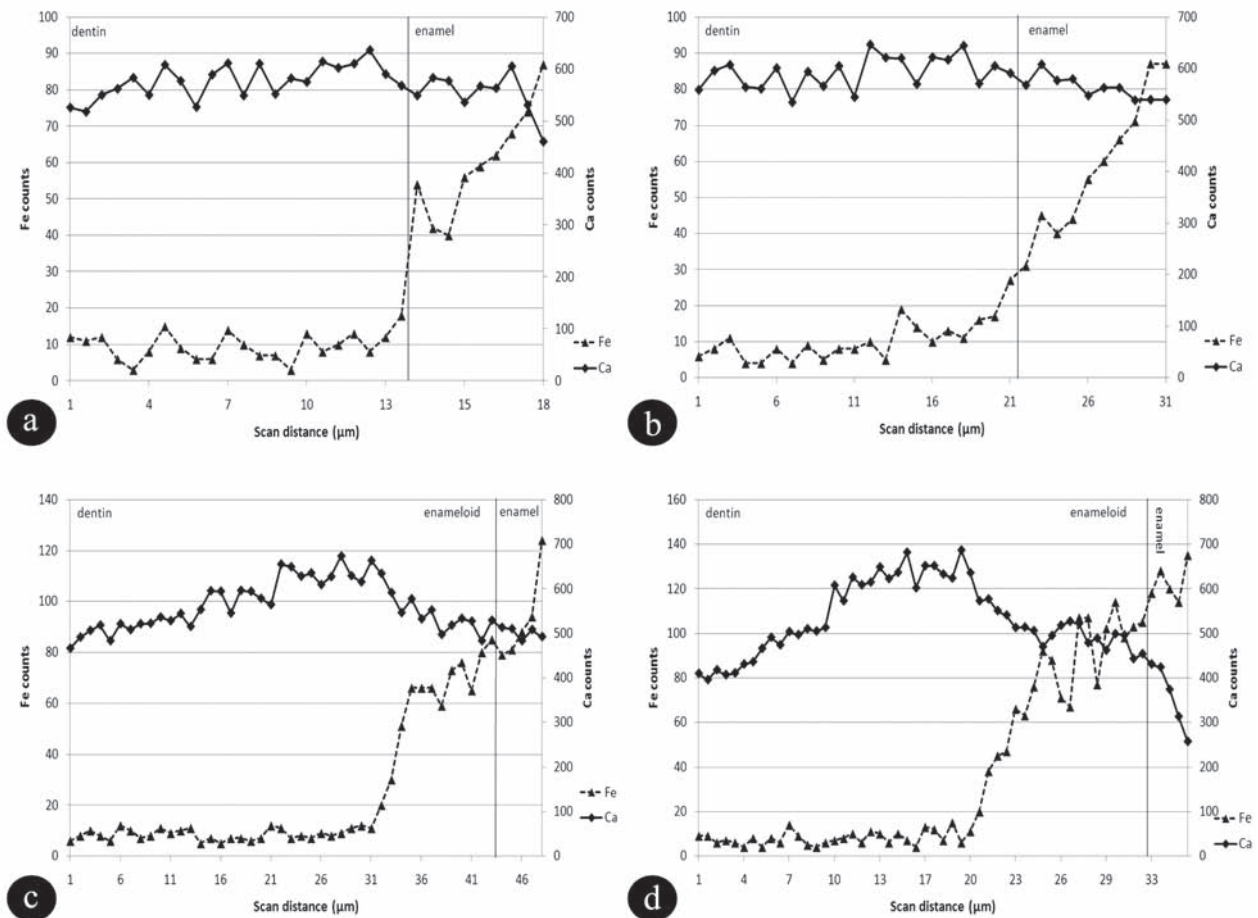 dentin enamel
100 90 80 70 60 50 40 30 20 10 0
Fe counts
700 600 500 400 300 200 100 0
Ca counts
Fe
Ca
1 4 7 10 13 15 18
Scan distance (µm)
a
dentin enamel
100 90 80 70 60 50 40 30 20 10 0
Fe counts
700 600 500 400 300 200 100 0
Ca counts
Fe
Ca
1 6 11 16 21 26 31
Scan distance (µm)
b
dentin enameloid enamel
140 120 100 80 60 40 20 0
Fe counts
800 700 600 500 400 300 200 100 0
Ca counts
Fe
Ca
1 6 11 16 21 26 31 36 41 46
Scan distance (µm)
c
dentin enameloid enamel
160 140 120 100 80 60 40 20 0
Fe counts
800 700 600 500 400 300 200 100 0
Ca counts
Fe
Ca
1 4 7 10 14 17 20 23 26 29 33
Scan distance (µm)
d